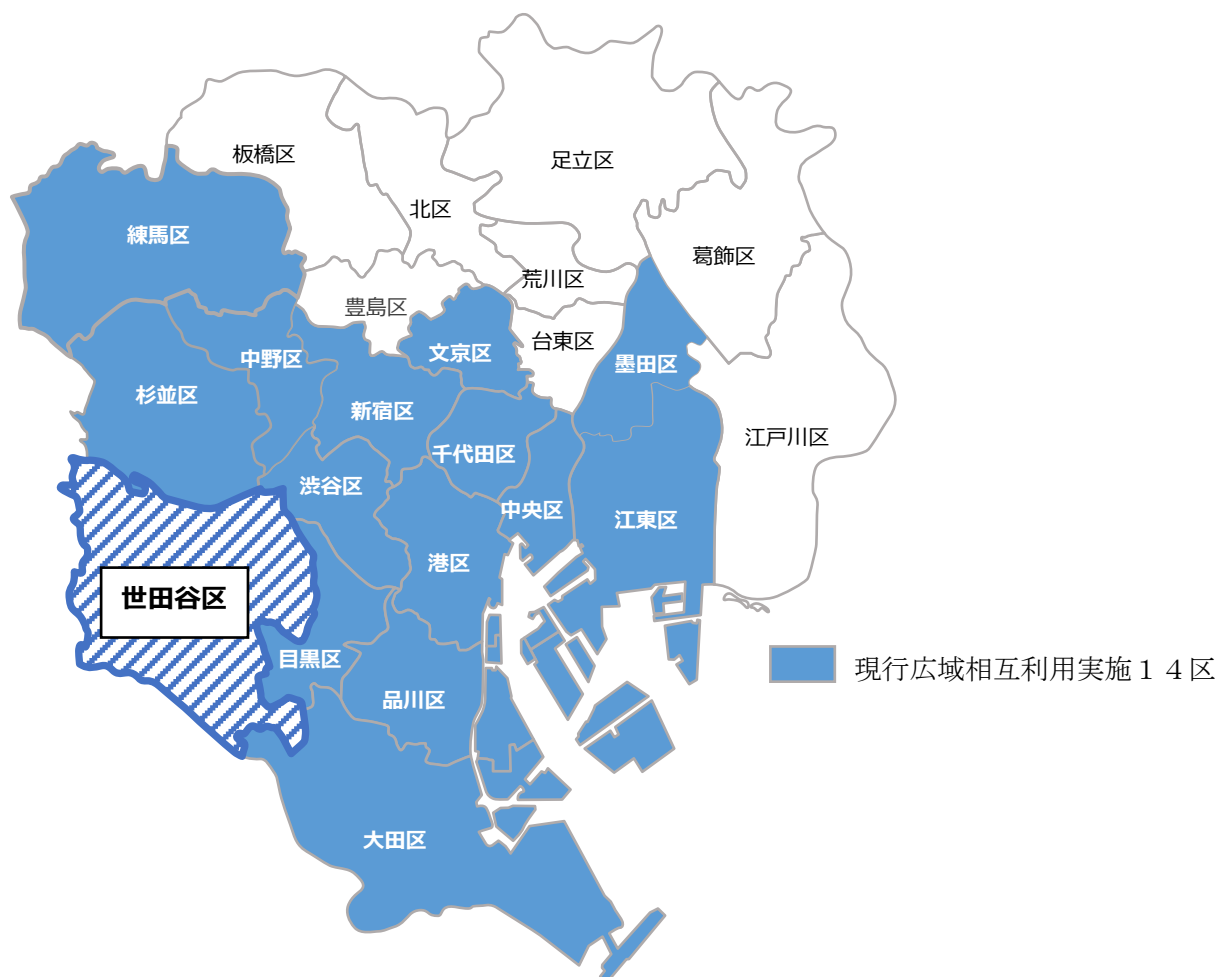 板橋区
足立区
北区
練馬区
葛飾区
荒川区
豊島区
台東区
文京区
中野区
墨田区
杉並区
新宿区
江戸川区
千代田区
渋谷区
中央区
江東区
港区
世田谷区
目黒区
現行広域相互利用実施１４区
品川区
大田区